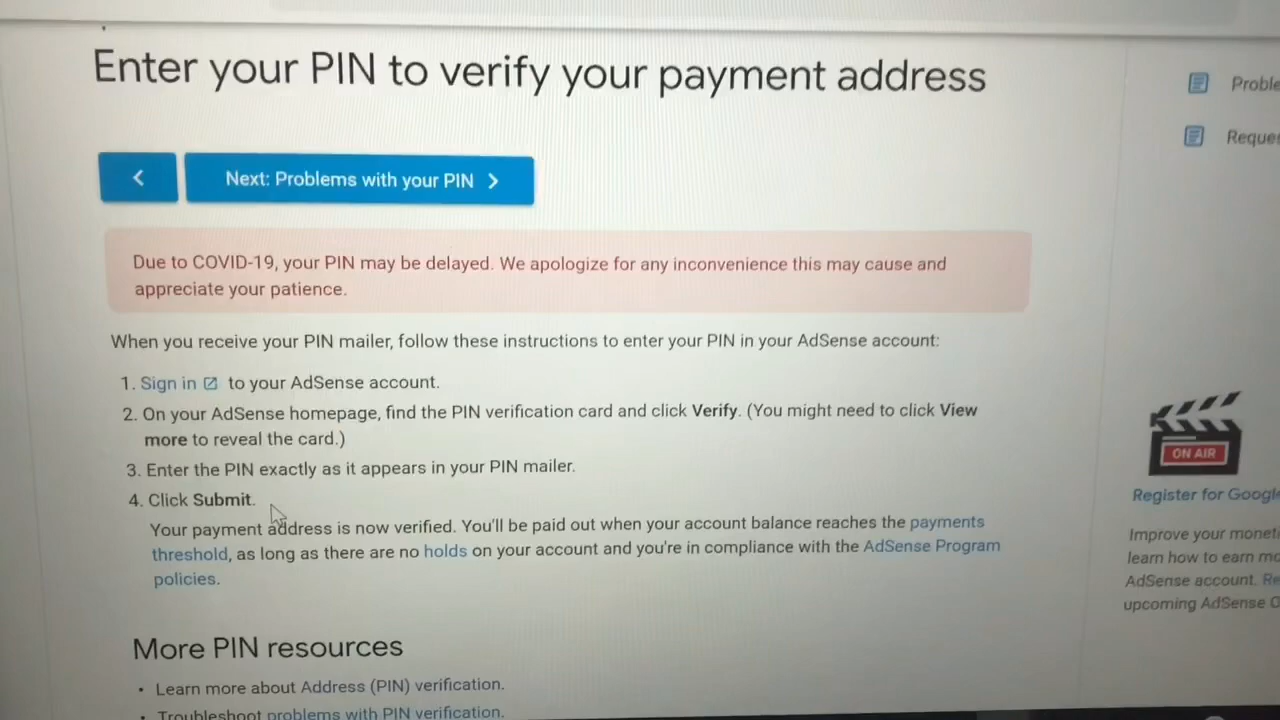 Enter your PIN to verify your payment address
Proble
Reques
Next: Problems with your PIN
Due to COVID-19, your PIN may be delayed. We apologize for any inconvenience this may cause and
appreciate your patience.
When you receive your PIN mailer, follow these instructions to enter your PIN in your AdSense account:
1. Sign in to your AdSense account.
2. On your AdSense homepage, find the PIN verification card and click Verify. (You might need to click View
more to reveal the card.)
3. Enter the PIN exactly as it appears in your PIN mailer.
4. Click Submit.
Your payment address is now verified. You'll be paid out when your account balance reaches the payments
threshold, as long as there are no holds on your account and you're in compliance with the AdSense Program
policies.
More PIN resources
• Learn more about Address (PIN) verification.
• Troubleshoot problems with PIN verification.
ON AIR
Register for Google
Improve your moneti
learn how to earn mo
AdSense account. Re
upcoming AdSense O